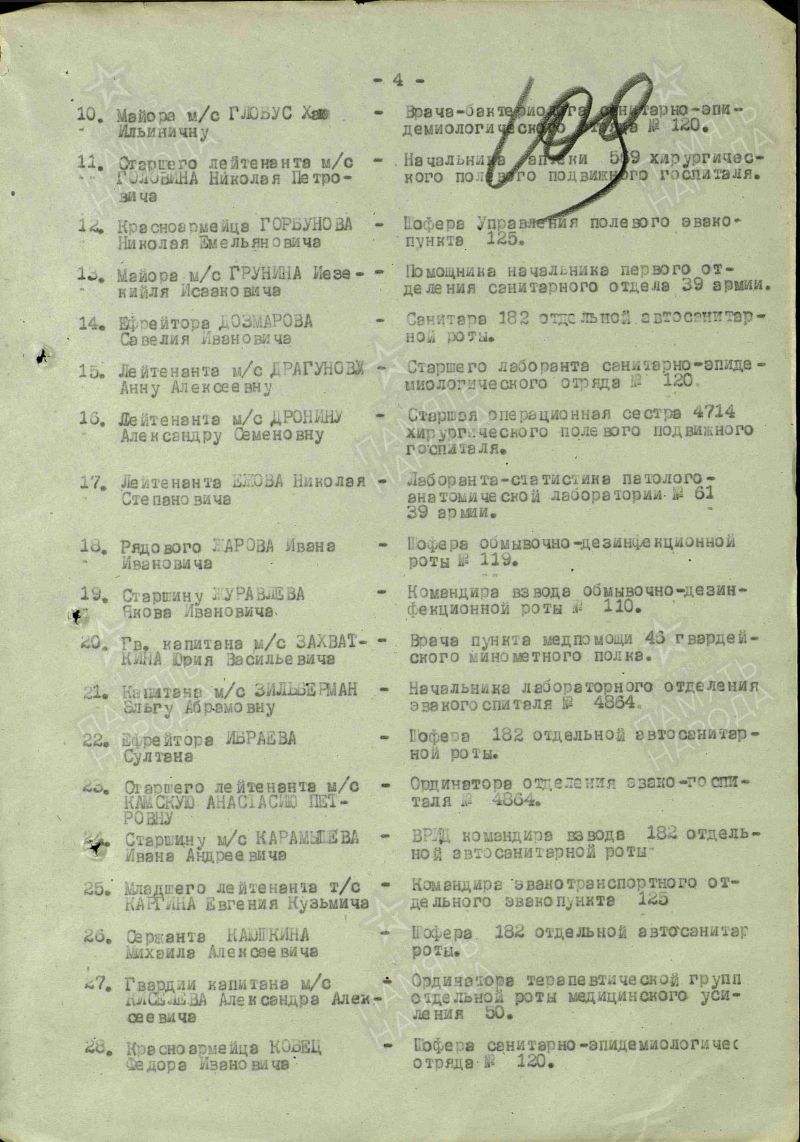 - 4 -
10. Майора м/с ГЛОБУС Хаю - Врача-бактериолога санитарно-эпи-
Ильиничну демиологического отряда № 120.
11. Старшего лейтенанта м/с - Начальника аптеки хирургичес-
ГОЛОВИНА Николая Петро- кого полевого подвижного госпиталя.
вича
12. Красноармейца ГОРБУНОВА - Шофера Управления полевого эвако-
Николая Емельяновича пункта 125.
13. Майора м/с ГРУНИНА Иезе- - Помощника начальника первого от-
кийля Исааковича деления санитарного отдела 39 армии.
14. Ефрейтора ДОЗМАРОВА - Санитара 182 отдельной автосанитар-
Савелия Ивановича ной роты.
15. Лейтенанта м/с ДРАГУНОВУ - Старшего лаборанта санитарно-эпиде-
Анну Алексеевну миологического отряда № 120.
16. Лейтенанта м/с ДРОНИНУ - Старшая операционная сестра 4714
Александру Семеновну хирургического полевого подвижного
госпиталя.
17. Лейтенанта ЕЖОВА Николая - Лаборанта-статистика патолого-
Степановича анатомической лаборатории № 61
39 армии.
18. Рядового ЖАРОВА Ивана - Шофера обмывочно-дезинфекционной
Ивановича роты № 119.
19. Старшину ЖУРАВЛЕВА - Командира взвода обмывочно-дезин-
Якова Ивановича. фекционной роты № 110.
20. Гв. капитана м/с ЗАХВАТ- - Врача пункта медпомощи 46 гвардей-
КИНА Юрия Васильевича ского минометного полка.
21. Капитана м/с ЗИЛЬБЕРМАН - Начальника лабораторного отделения
Эльгу Абрамовну эвакогоспиталя № 4864.
22. Ефрейтора ИБРАЕВА - Шофера 182 отдельной автосанитар-
Султана ной роты.
23. Старшего лейтенанта м/с - Ординатора отделения эвако-госпи-
КАМСКУЮ АНАСТАСИЮ ПЕТ- таля № 4864.
РОВНУ
24. Старшину м/с КАРАМЫШЕВА - ВРИД командира взвода 182 отдель-
Ивана Андреевича ной автосанитарной роты
25. Младшего лейтенанта т/с - Командира эвакотранспортного от-
КАРГИНА Евгения Кузьмича дельного эвакопункта 125
26. Сержанта КАЮШКИНА - Шофера 182 отдельной автосанитар
Михаила Алексеевича роты.
27. Гвардии капитана м/с - Ординатора терапевтической групп
КИСЕЛЕВА Александра Алек- отдельной роты медицинского уси-
сеевича ления 50.
28. Красноармейца КОВЕЦ - Шофера санитарно-эпидемиологичес
Федора Ивановича отряда № 120.